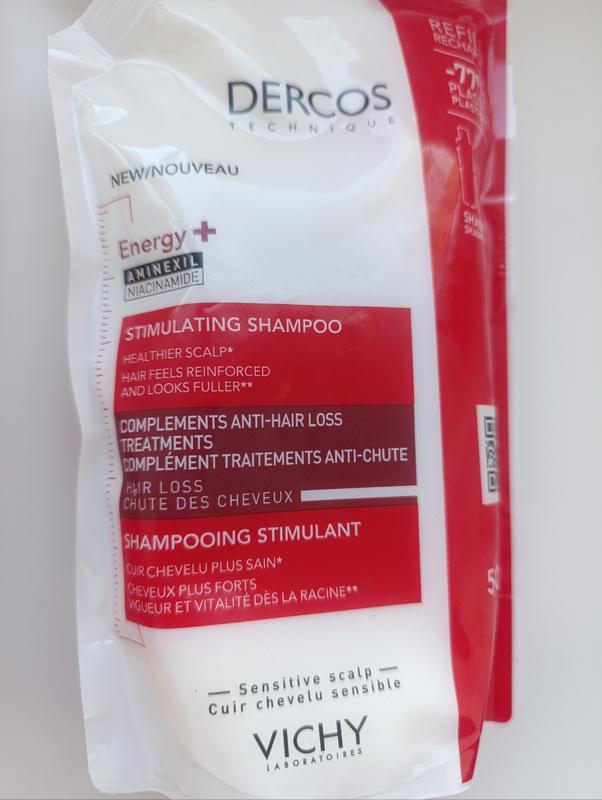 DERCOS
TECHNIQUE
NEW/NOUVEAU
Energy +
AMINEXIL
NIACINAMIDE
STIMULATING SHAMPOO
HEALTHIER SCALP*
HAIR FEELS REINFORCED
AND LOOKS FULLER**
COMPLEMENTS ANTI-HAIR LOSS
TREATMENTS
COMPLÉMENT TRAITEMENTS ANTI-CHUTE
HAIR LOSS
CHUTE DES CHEVEUX
SHAMPOOING STIMULANT
CUIR CHEVELU PLUS SAIN*
CHEVEUX PLUS FORTS
VIGUEUR ET VITALITÉ DÈS LA RACINE**
Sensitive scalp
Cuir chevelu sensible
VICHY
LABORATOIRES